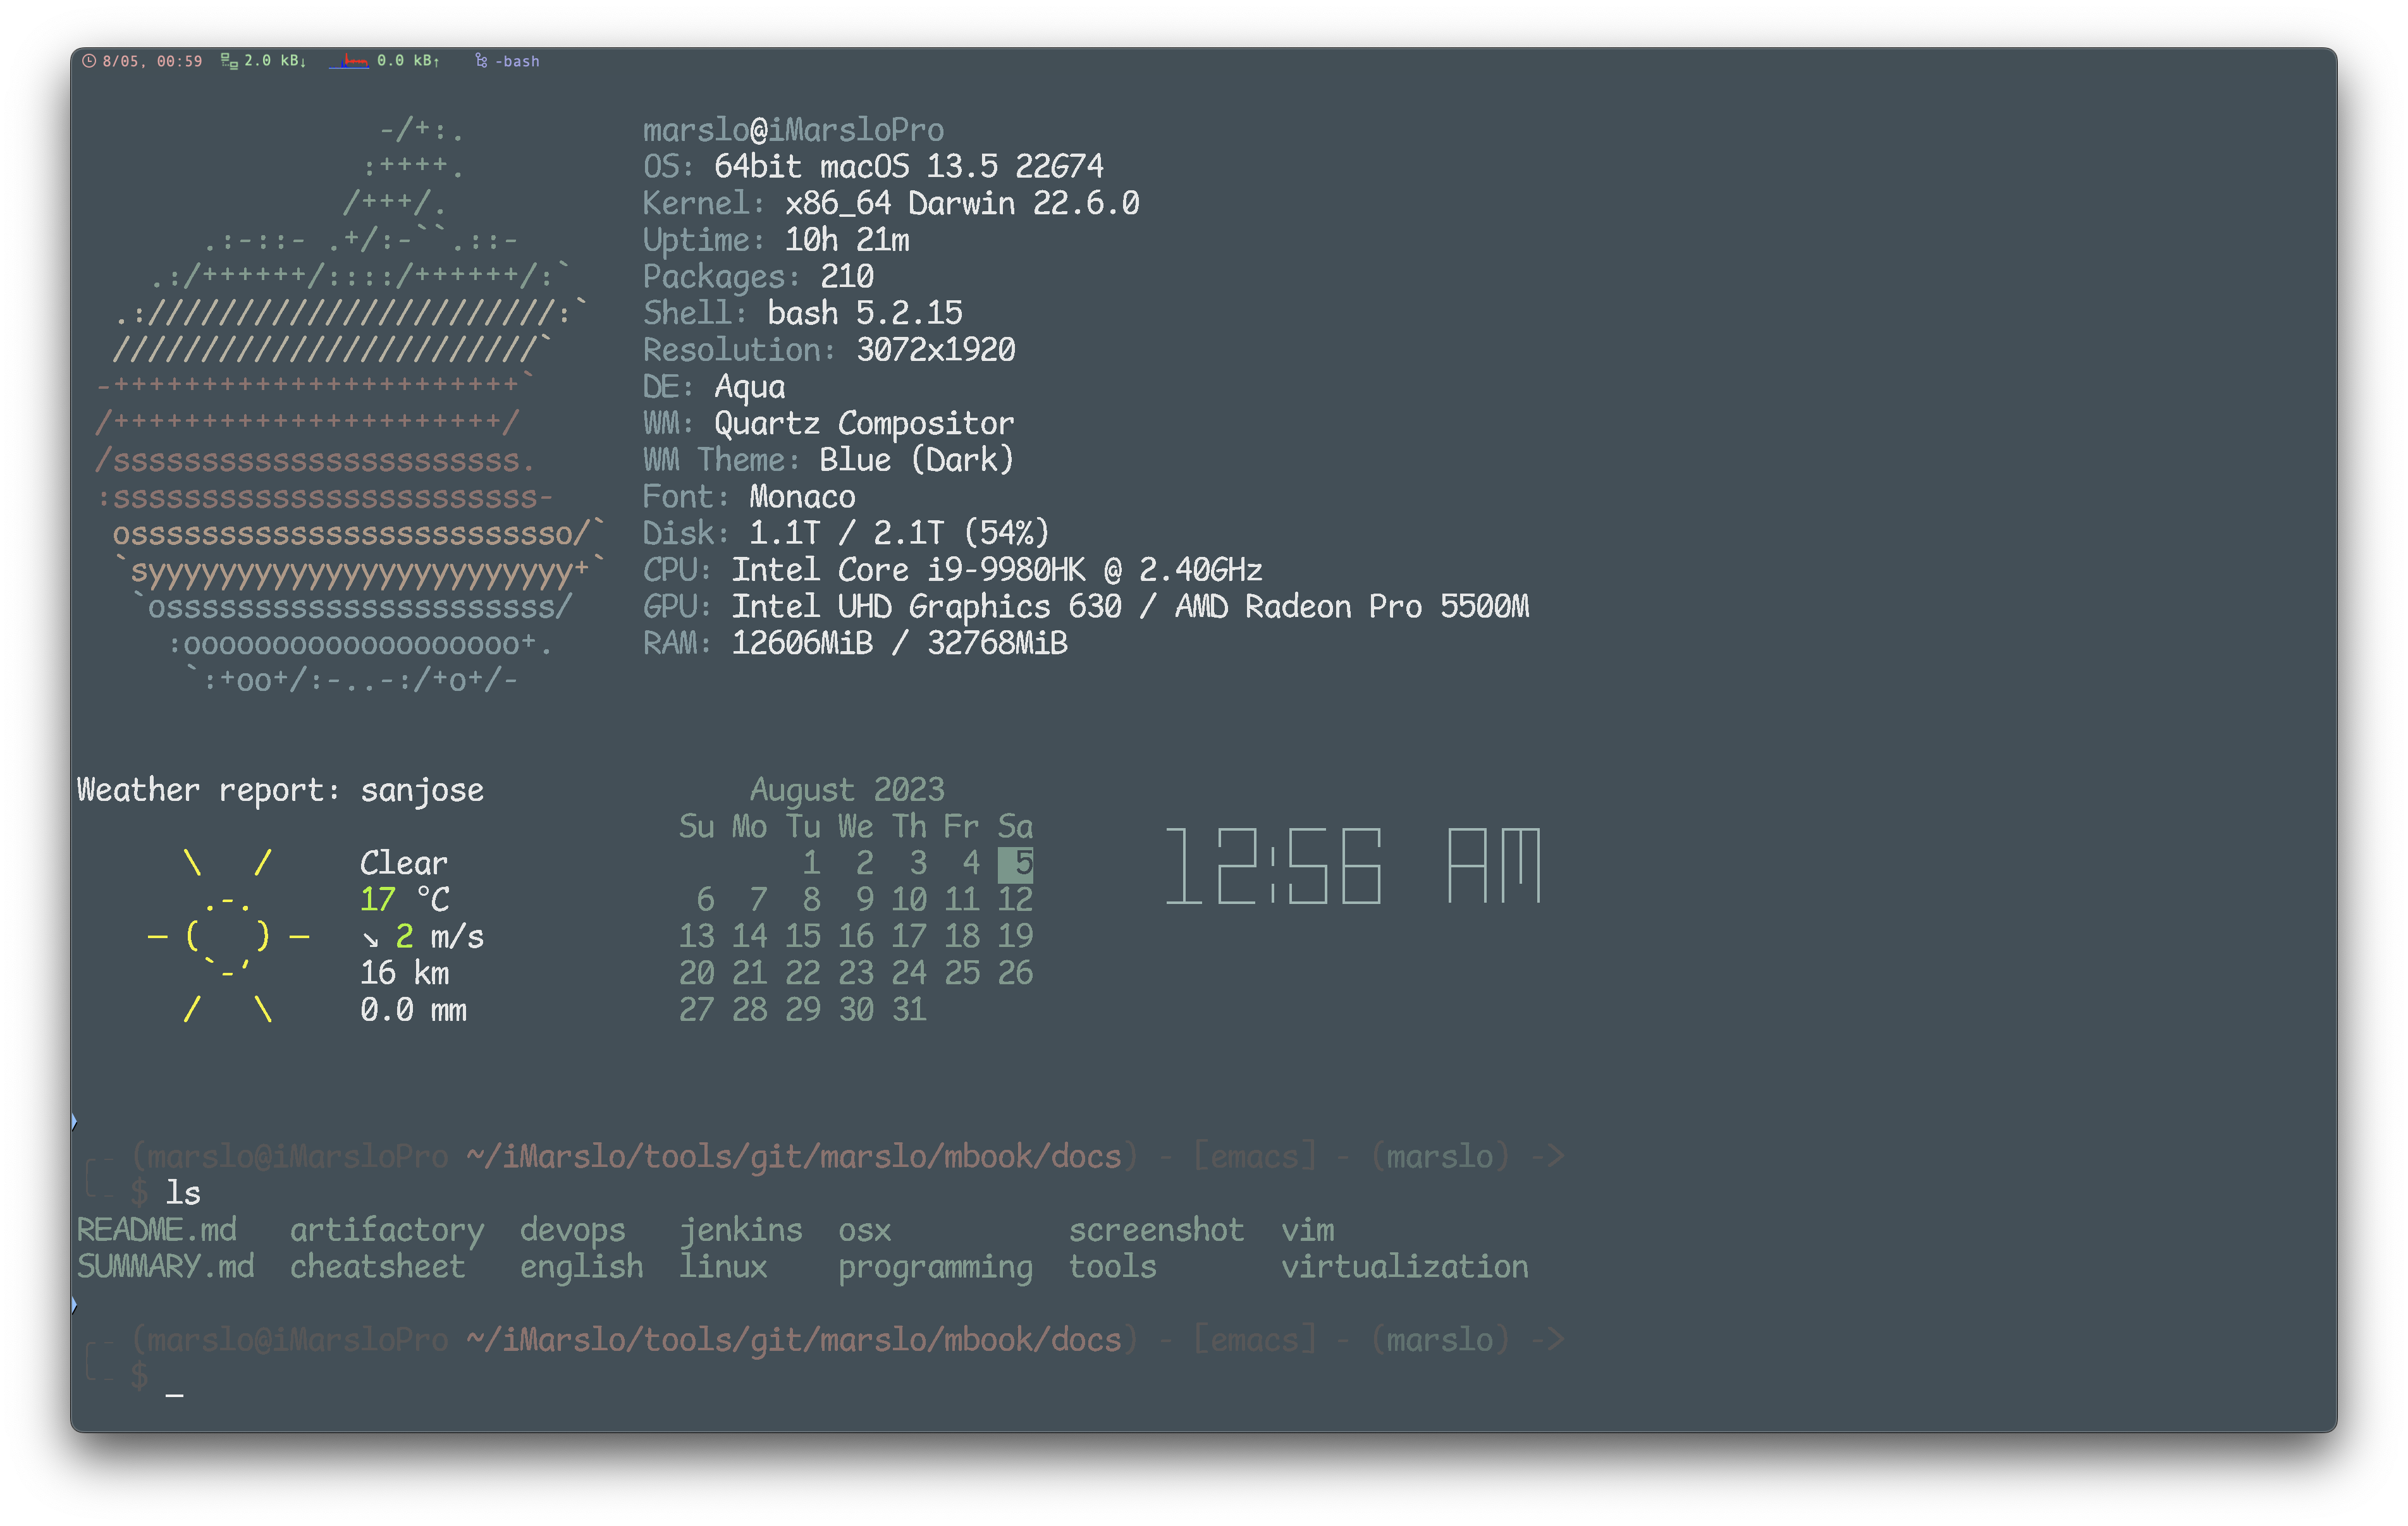 8/05, 00:59 2.0 kB↓ 0.0 kB↑ -bash
marslo@iMarsloPro
OS: 64bit macOS 13.5 22G74
Kernel: x86_64 Darwin 22.6.0
Uptime: 10h 21m
Packages: 210
Shell: bash 5.2.15
Resolution: 3072x1920
DE: Aqua
WM: Quartz Compositor
WM Theme: Blue (Dark)
Font: Monaco
Disk: 1.1T / 2.1T (54%)
CPU: Intel Core i9-9980HK @ 2.40GHz
GPU: Intel UHD Graphics 630 / AMD Radeon Pro 5500M
RAM: 12606MiB / 32768MiB
Weather report: sanjose
Clear
17 °C
↘ 2 m/s
16 km
0.0 mm
August 2023
Su Mo Tu We Th Fr Sa
1 2 3 4 5
6 7 8 9 10 11 12
13 14 15 16 17 18 19
20 21 22 23 24 25 26
27 28 29 30 31
12:56 AM
(marslo@iMarsloPro ~/iMarslo/tools/git/marslo/mbook/docs) - [emacs] - (marslo) ->
$ ls
README.md artifactory devops jenkins osx screenshot vim
SUMMARY.md cheatsheet english linux programming tools virtualization
(marslo@iMarsloPro ~/iMarslo/tools/git/marslo/mbook/docs) - [emacs] - (marslo) ->
$ _